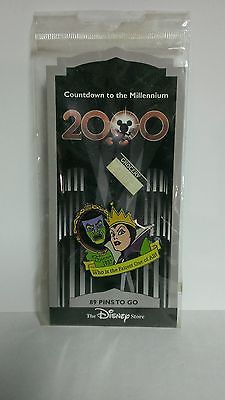 Countdown to the Millennium
2000
Who is the Fairest One of All
89 PINS TO GO
The Disney Store